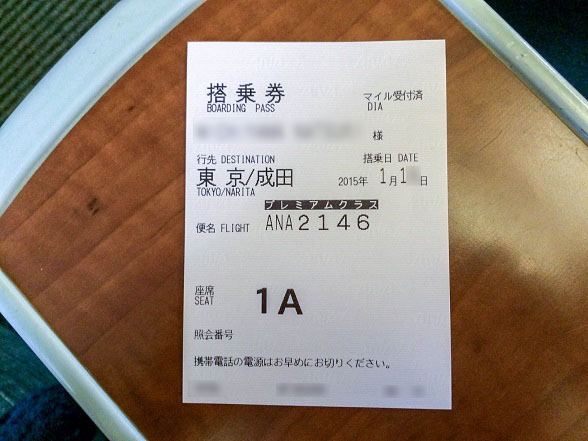 搭乗券
BOARDING PASS
マイル受付済
DIA
様
行先 DESTINATION
搭乗日 DATE
東京/成田
2015年 1月1 日
TOKYO/NARITA
プレミアムクラス
便名 FLIGHT ANA2146
座席
SEAT
1A
照会番号
携帯電話の電源はお早めにお切りください。